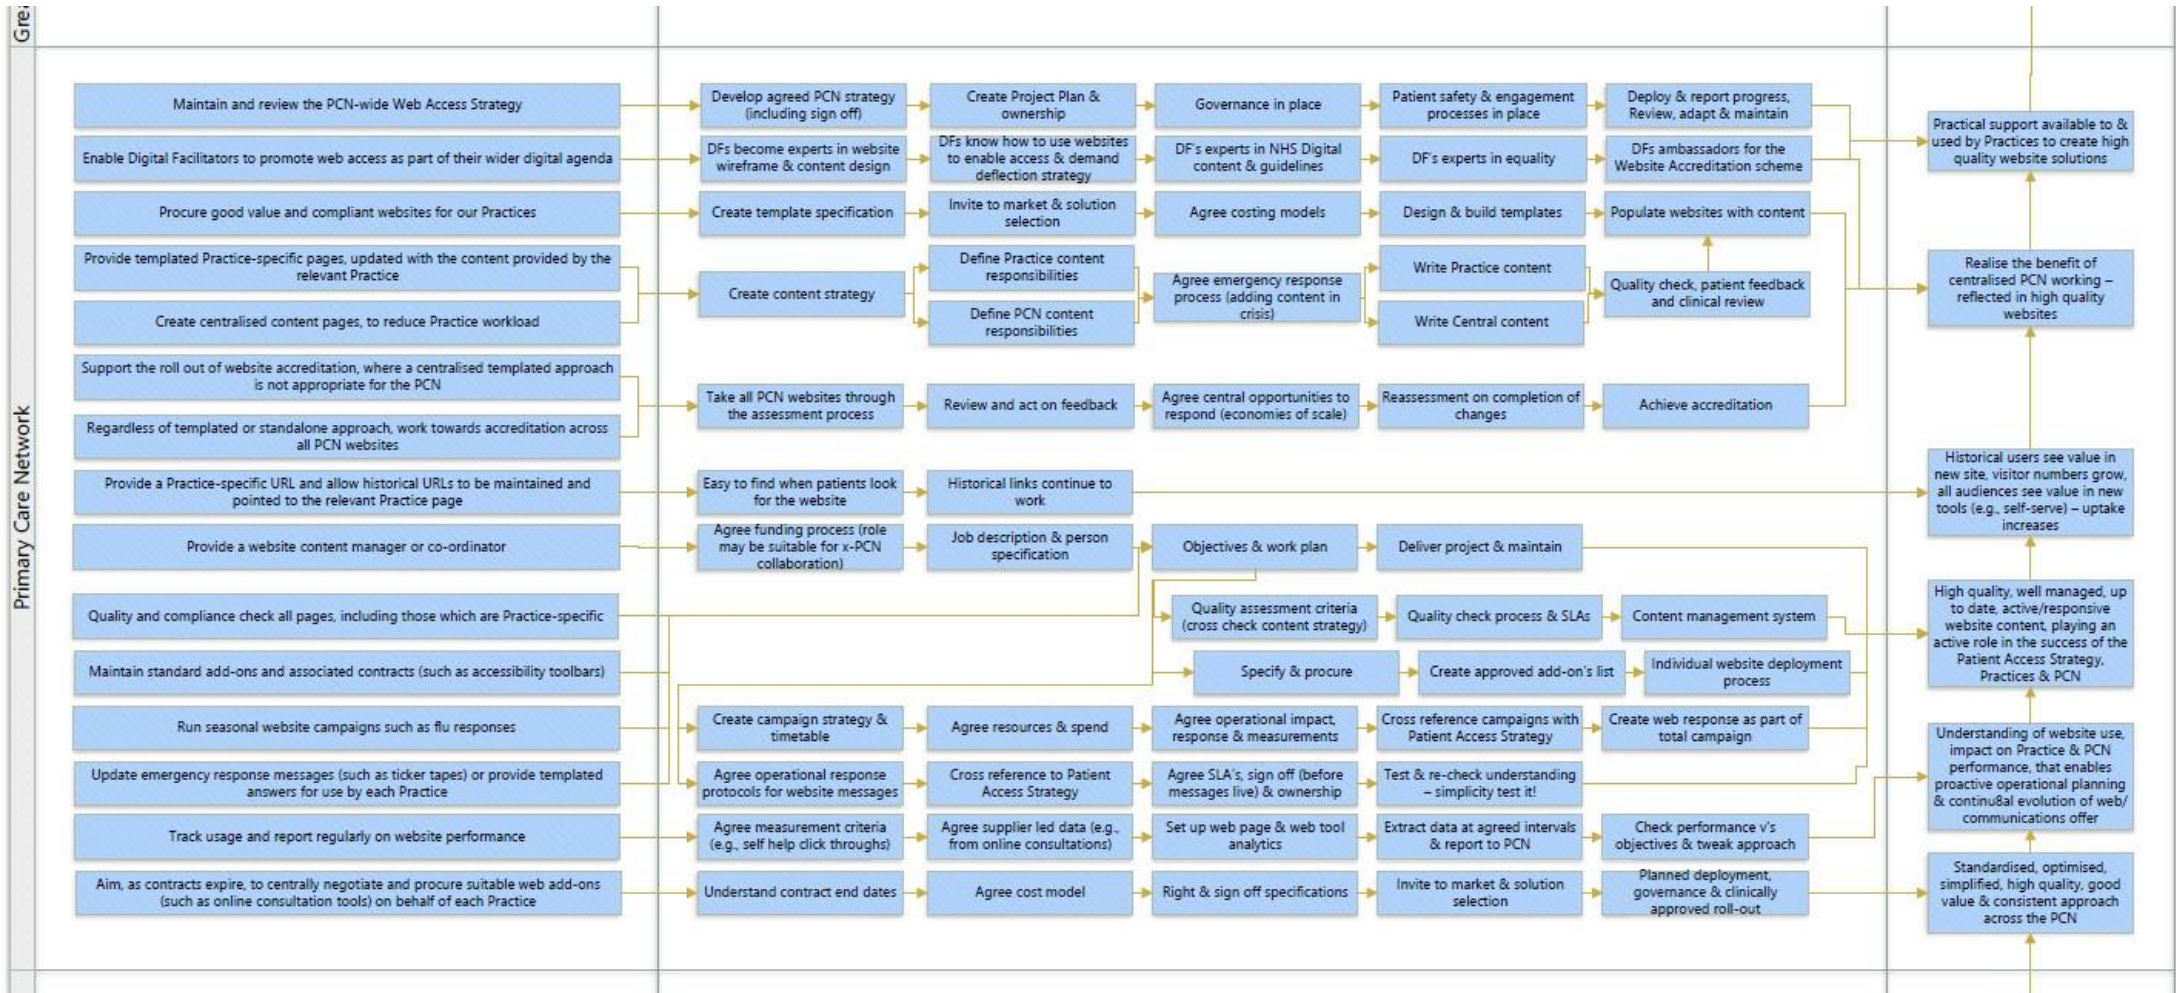 Grea
Primary Care Network
Maintain and review the PCN-wide Web Access Strategy
Develop agreed PCN strategy
(including sign off)
Create Project Plan &
ownership
Governance in place
Patient safety & engagement
processes in place
Deploy & report progress,
Review, adapt & maintain
Practical support available to &
used by Practices to create high
quality website solutions
Enable Digital Facilitators to promote web access as part of their wider digital agenda
DFs become experts in website
wireframe & content design
DFs know how to use websites
to enable access & demand
deflection strategy
DF's experts in NHS Digital
content & guidelines
DF's experts in equality
DFs ambassadors for the
Website Accreditation scheme
Procure good value and compliant websites for our Practices
Create template specification
Invite to market & solution
selection
Agree costing models
Design & build templates
Populate websites with content
Provide templated Practice-specific pages, updated with the content provided by the
relevant Practice
Create centralised content pages, to reduce Practice workload
Create content strategy
Define Practice content
responsibilities
Define PCN content
responsibilities
Agree emergency response
process (adding content in
crisis)
Write Practice content
Write Central content
Quality check, patient feedback
and clinical review
Realise the benefit of
centralised PCN working –
reflected in high quality
websites
Support the roll out of website accreditation, where a centralised templated approach
is not appropriate for the PCN
Regardless of templated or standalone approach, work towards accreditation across
all PCN websites
Take all PCN websites through
the assessment process
Review and act on feedback
Agree central opportunities to
respond (economies of scale)
Reassessment on completion of
changes
Achieve accreditation
Provide a Practice-specific URL and allow historical URLs to be maintained and
pointed to the relevant Practice page
Easy to find when patients look
for the website
Historical links continue to
work
Historical users see value in
new site, visitor numbers grow,
all audiences see value in new
tools (e.g., self-serve) – uptake
increases
Provide a website content manager or co-ordinator
Agree funding process (role
may be suitable for x-PCN
collaboration)
Job description & person
specification
Objectives & work plan
Deliver project & maintain
Quality and compliance check all pages, including those which are Practice-specific
Quality assessment criteria
(cross check content strategy)
Quality check process & SLAs
Content management system
High quality, well managed, up
to date, active/responsive
website content, playing an
active role in the success of the
Patient Access Strategy,
Practices & PCN
Maintain standard add-ons and associated contracts (such as accessibility toolbars)
Specify & procure
Create approved add-on's list
Individual website deployment
process
Run seasonal website campaigns such as flu responses
Create campaign strategy &
timetable
Agree resources & spend
Agree operational impact,
response & measurements
Cross reference campaigns with
Patient Access Strategy
Create web response as part of
total campaign
Update emergency response messages (such as ticker tapes) or provide templated
answers for use by each Practice
Agree operational response
protocols for website messages
Cross reference to Patient
Access Strategy
Agree SLA's, sign off (before
messages live) & ownership
Test & re-check understanding
– simplicity test it!
Understanding of website use,
impact on Practice & PCN
performance, that enables
proactive operational planning
& continu8al evolution of web/
communications offer
Track usage and report regularly on website performance
Agree measurement criteria
(e.g., self help click throughs)
Agree supplier led data (e.g.,
from online consultations)
Set up web page & web tool
analytics
Extract data at agreed intervals
& report to PCN
Check performance v's
objectives & tweak approach
Aim, as contracts expire, to centrally negotiate and procure suitable web add-ons
(such as online consultation tools) on behalf of each Practice
Understand contract end dates
Agree cost model
Right & sign off specifications
Invite to market & solution
selection
Planned deployment,
governance & clinically
approved roll-out
Standardised, optimised,
simplified, high quality, good
value & consistent approach
across the PCN